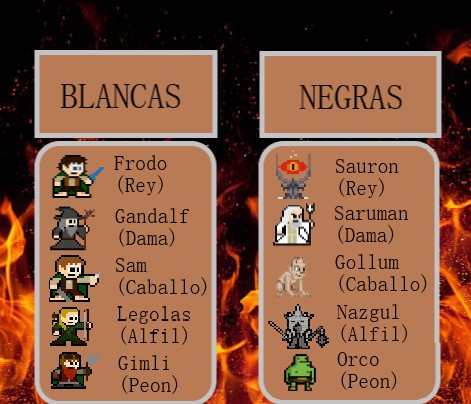 BLANCAS
Frodo
(Rey)
Gandalf
(Dama)
Sam
(Caballo)
Legolas
(Alfil)
Gimli
(Peon)
NEGRAS
Sauron
(Rey)
Saruman
(Dama)
Gollum
(Caballo)
Nazgul
(Alfil)
Orco
(Peon)